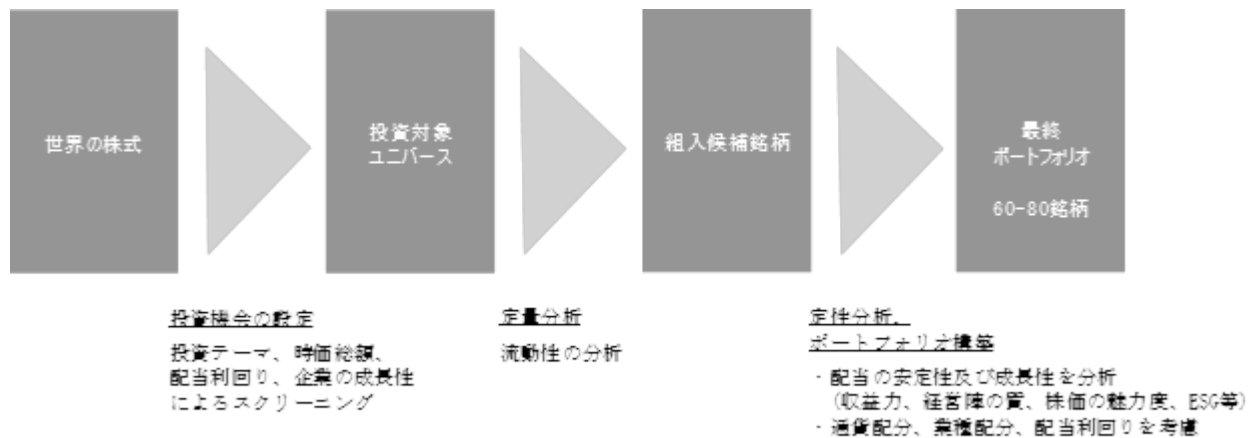 世界の株式
投資対象
ユニバース
組入候補銘柄
最終
ポートフォリオ
60-80銘柄
投資機会の設定
投資テーマ、時価総額、
配当利回り、企業の成長性
によるスクリーニング
定量分析
流動性の分析
定性分析、
ポートフォリオ構築
・配当の安定性及び成長性を分析
(収益力、経営陣の質、株価の魅力度、ESG等)
・通貨配分、業種配分、配当利回りを考慮